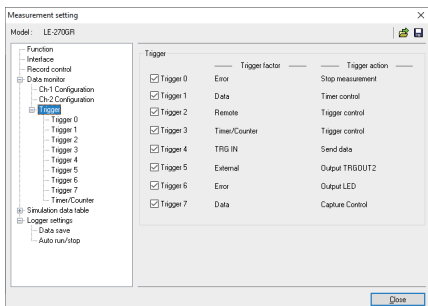 Measurement setting
Model : LE-270GR
Function
Interface
Record control
Data monitor
Ch-1 Configuration
Ch-2 Configuration
Trigger
Trigger 0
Trigger 1
Trigger 2
Trigger 3
Trigger 4
Trigger 5
Trigger 6
Trigger 7
Timer/Counter
Simulation data table
Logger settings
Data save
Auto run/stop
Trigger
Trigger factor Trigger action
Trigger 0 Error Stop measurement
Trigger 1 Data Timer control
Trigger 2 Remote Trigger control
Trigger 3 Timer/Counter Trigger control
Trigger 4 TRG IN Send data
Trigger 5 External Output TRGOUT2
Trigger 6 Error Output LED
Trigger 7 Data Capture Control
Close